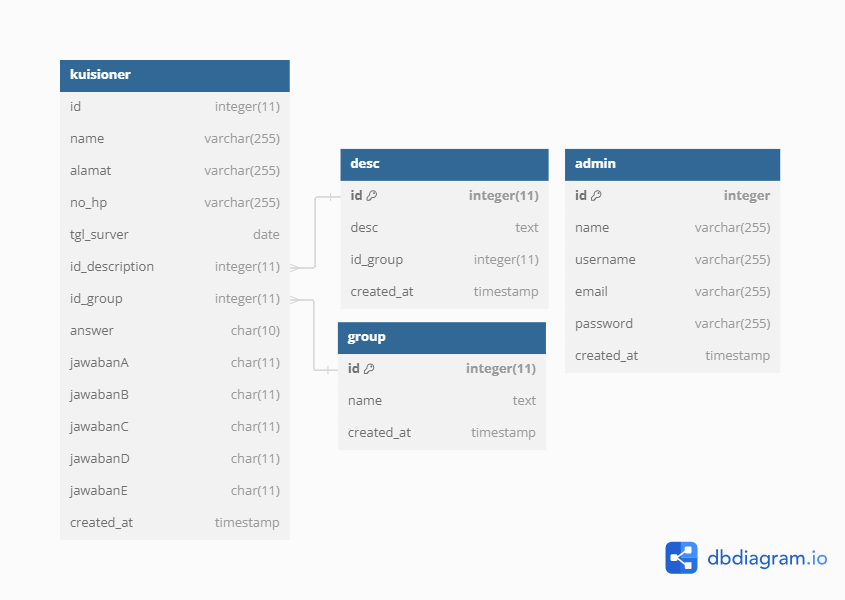 kuisioner
id integer(11)
name varchar(255)
alamat varchar(255)
no_hp varchar(255)
tgl_surver date
id_description integer(11)
id_group integer(11)
answer char(10)
jawabanA char(11)
jawabanB char(11)
jawabanC char(11)
jawabanD char(11)
jawabanE char(11)
created_at timestamp
desc
id integer(11)
desc text
id_group integer(11)
created_at timestamp
group
id integer(11)
name text
created_at timestamp
admin
id integer
name varchar(255)
username varchar(255)
email varchar(255)
password varchar(255)
created_at timestamp
dbdiagram.io